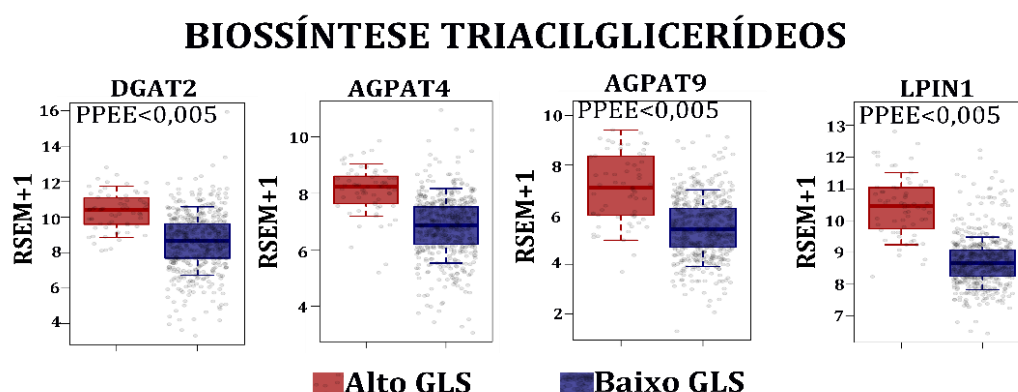 BIOSSÍNTESE TRIACILGLICERÍDEOS
DGAT2
PPEE<0,005
RSEM+1
16
14
12
10
8
6
4
AGPAT4
RSEM+1
10
8
6
4
AGPAT9
PPEE<0,005
RSEM+1
10
8
6
4
2
LPIN1
PPEE<0,005
RSEM+1
13
12
11
10
9
8
7
Alto GLS
Baixo GLS